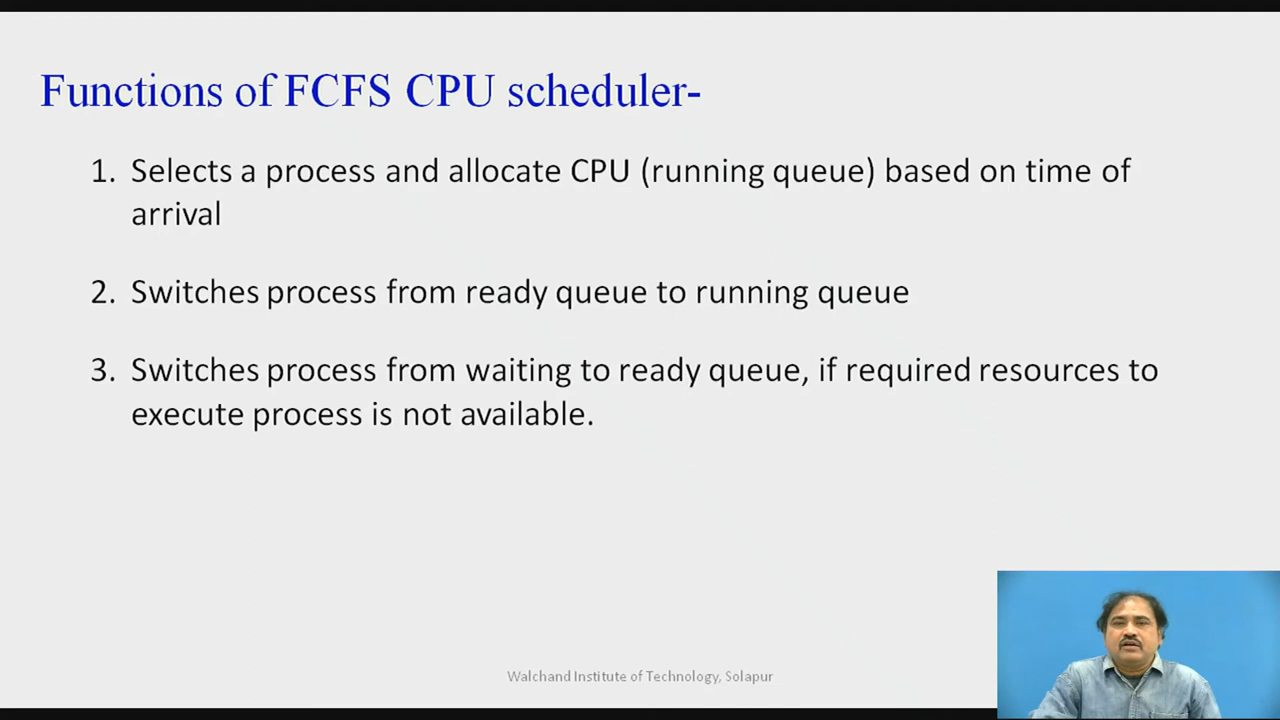 Functions of FCFS CPU scheduler-
1. Selects a process and allocate CPU (running queue) based on time of
arrival
2. Switches process from ready queue to running queue
3. Switches process from waiting to ready queue, if required resources to
execute process is not available.
Walchand Institute of Technology, Solapur